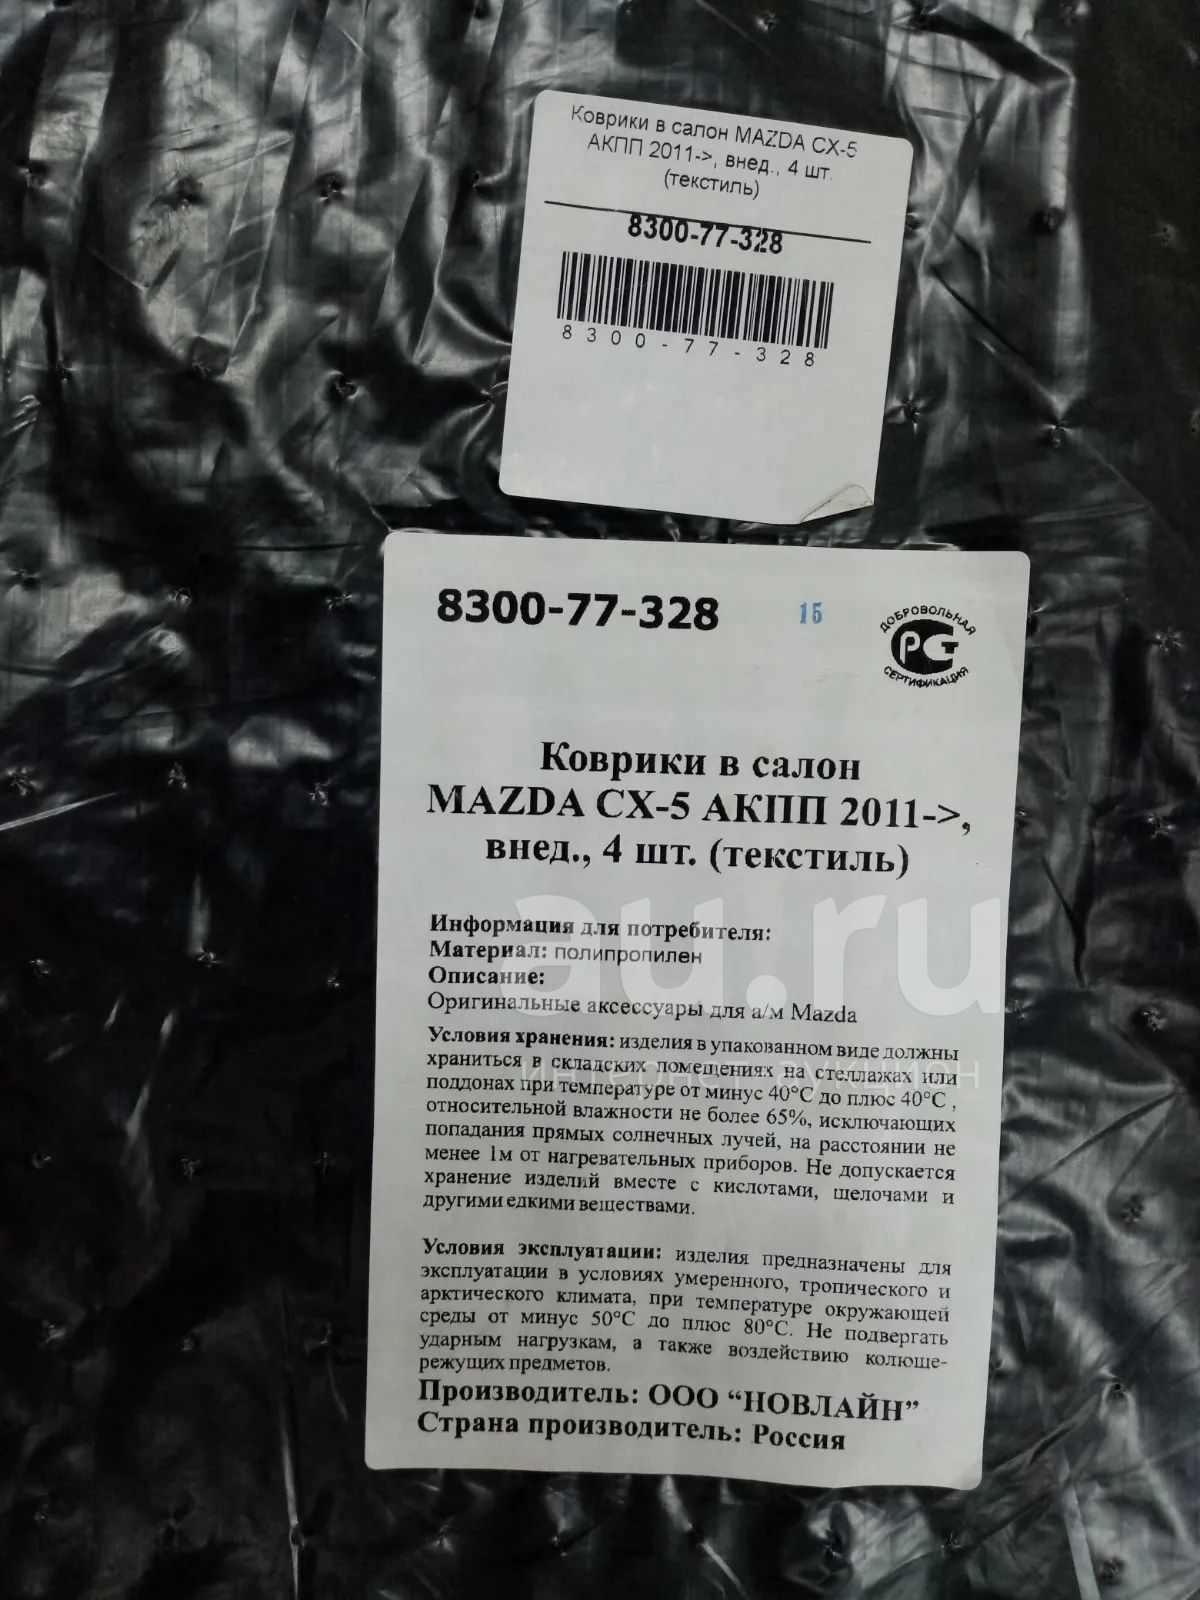 Коврики в салон MAZDA CX-5
АКПП 2011->, внед., 4 шт.
(текстиль)
8300-77-328
8300-77-328
8300-77-328
15
ДОБРОВОЛЬНАЯ
РСТ
СЕРТИФИКАЦИЯ
Коврики в салон
MAZDA CX-5 АКПП 2011->,
внед., 4 шт. (текстиль)
Информация для потребителя:
Материал: полипропилен
Описание:
Оригинальные аксессуары для а/м Mazda
Условия хранения: изделия в упакованном виде должны
храниться в складских помещениях на стеллажах или
поддонах при температуре от минус 40°С до плюс 40°С ,
относительной влажности не более 65%, исключающих
попадания прямых солнечных лучей, на расстоянии не
менее 1м от нагревательных приборов. Не допускается
хранение изделий вместе с кислотами, щелочами и
другими едкими веществами.
Условия эксплуатации: изделия предназначены для
эксплуатации в условиях умеренного, тропического и
арктического климата, при температуре окружающей
среды от минус 50°С до плюс 80°С. Не подвергать
ударным нагрузкам, а также воздействию колюще-
режущих предметов.
Производитель: ООО “НОВЛАЙН”
Страна производитель: Россия
au.ru
интернет-аукцион